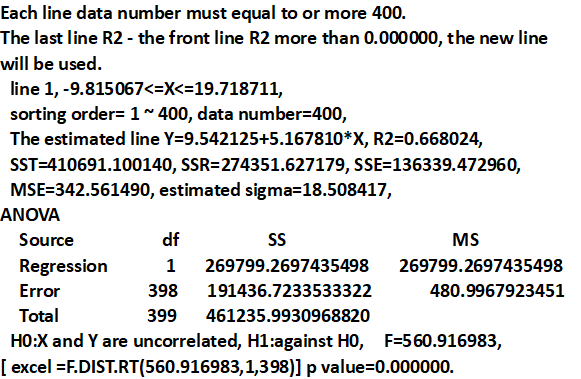 Each line data number must equal to or more 400.
The last line R2 - the front line R2 more than 0.000000, the new line
will be used.
line 1, -9.815067<=X<=19.718711,
sorting order= 1 ~ 400, data number=400,
The estimated line Y=9.542125+5.167810*X, R2=0.668024,
SST=410691.100140, SSR=274351.627179, SSE=136339.472960,
MSE=342.561490, estimated sigma=18.508417,
ANOVA
Source df SS MS
Regression 1 269799.2697435498 269799.2697435498
Error 398 191436.7233533322 480.9967923451
Total 399 461235.9930968820
H0:X and Y are uncorrelated, H1:against H0, F=560.916983,
[ excel =F.DIST.RT(560.916983,1,398)] p value=0.000000.